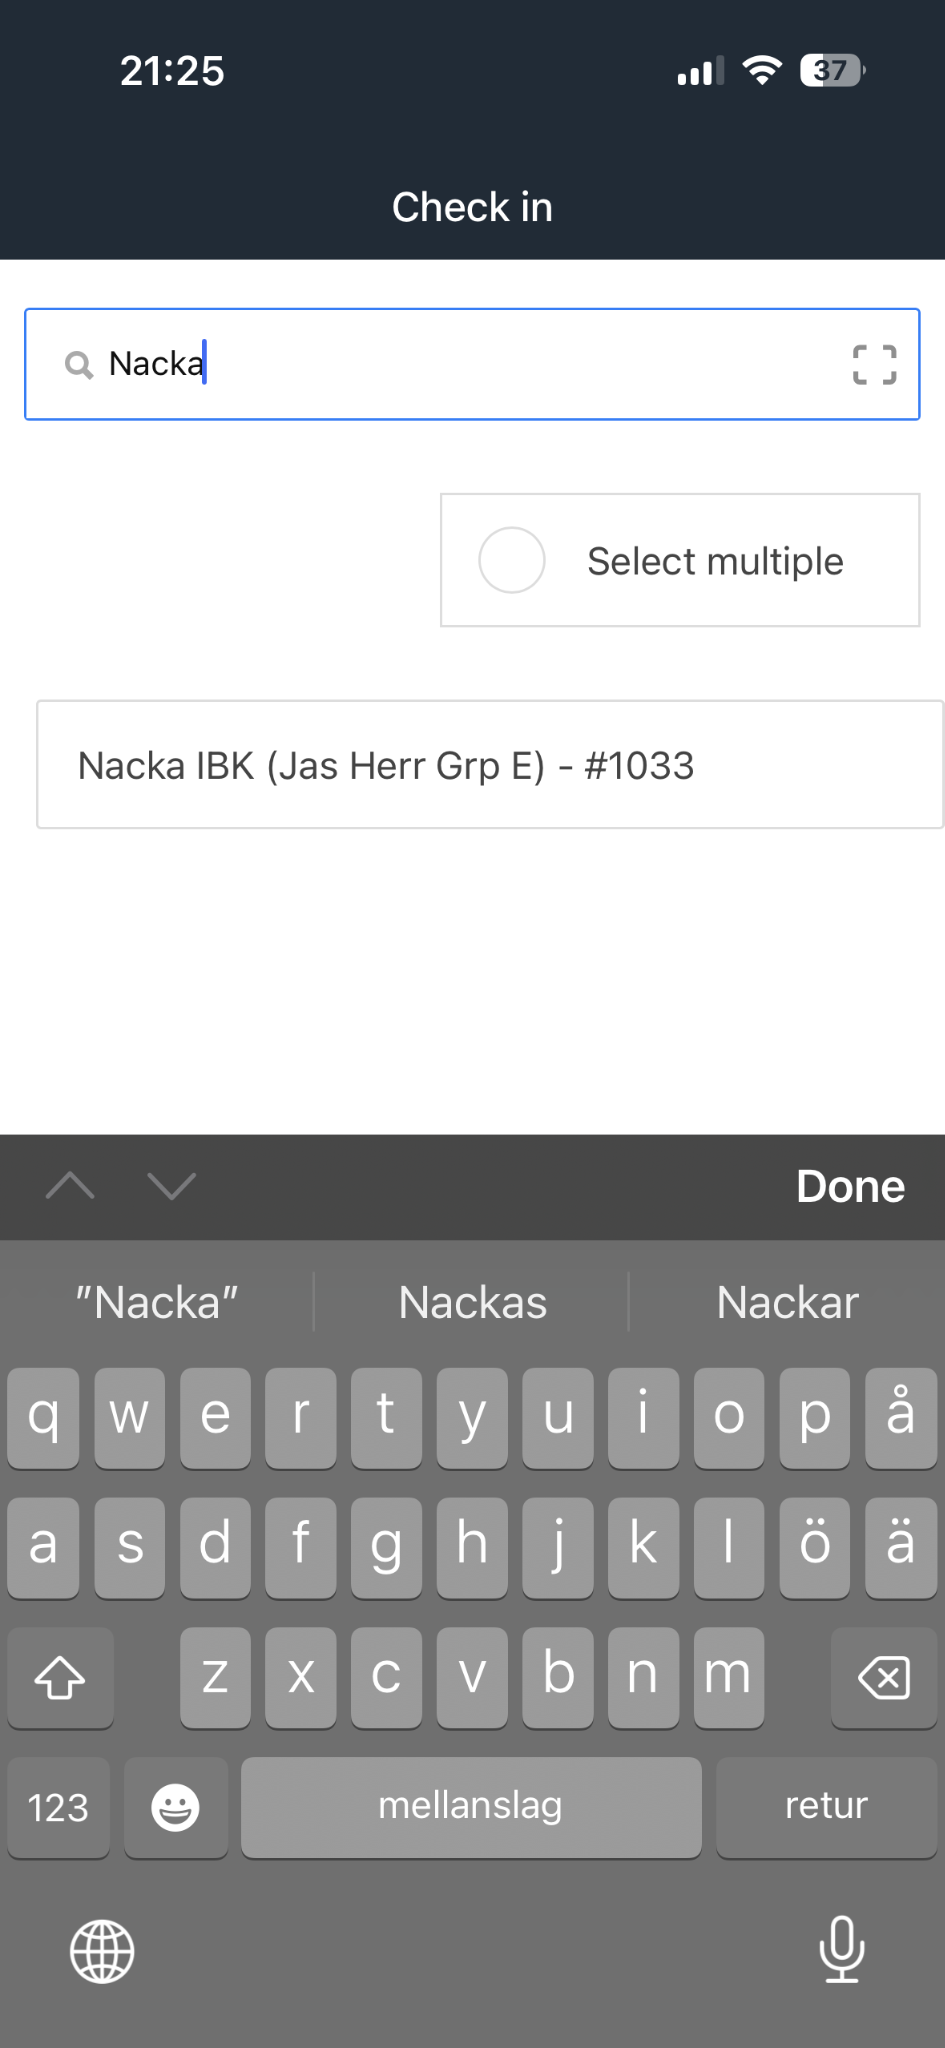 21:25
37
Check in
Nacka
Select multiple
Nacka IBK (Jas Herr Grp E) - #1033
Done
"Nacka"
Nackas
Nackar
q w e r t y u i o p å
a s d f g h j k l ö ä
z x c v b n m
123
mellanslag
retur